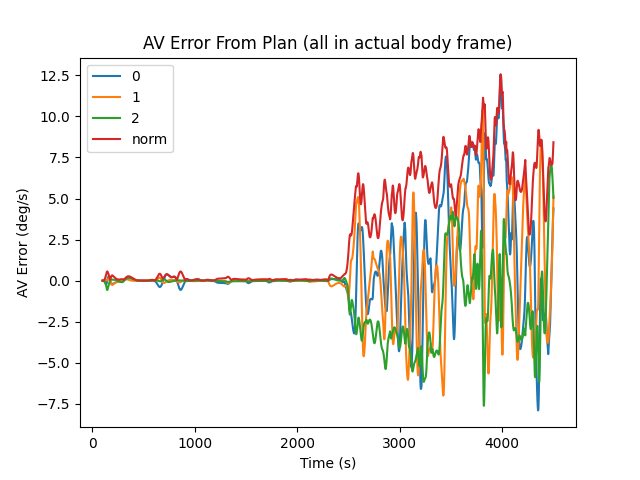 AV Error From Plan (all in actual body frame)
0
1
2
norm
12.5
10.0
7.5
5.0
2.5
0.0
−2.5
−5.0
−7.5
AV Error (deg/s)
0 1000 2000 3000 4000
Time (s)